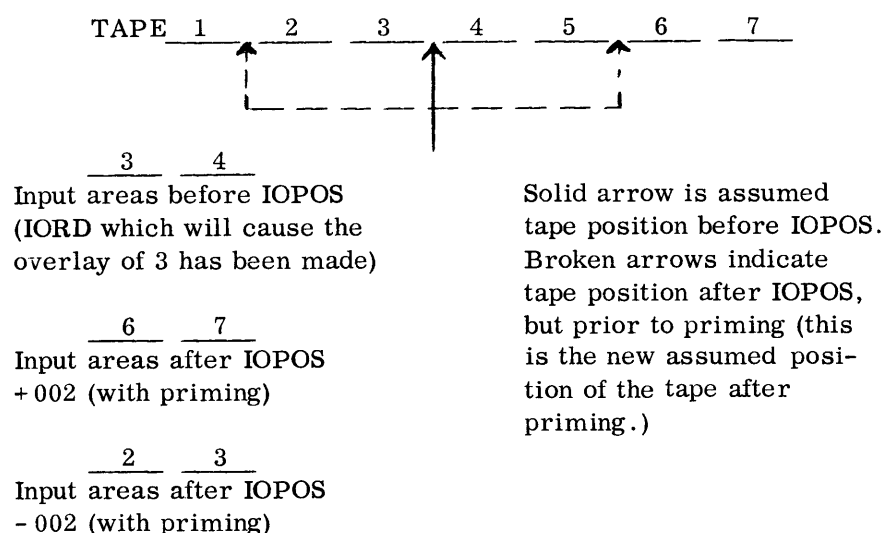 TAPE 1 2 3 4 5 6 7
3 4
Input areas before IOPOS
(IORD which will cause the
overlay of 3 has been made)
6 7
Input areas after IOPOS
+ 002 (with priming)
2 3
Input areas after IOPOS
- 002 (with priming)
Solid arrow is assumed
tape position before IOPOS.
Broken arrows indicate
tape position after IOPOS,
but prior to priming (this
is the new assumed posi-
tion of the tape after
priming.)